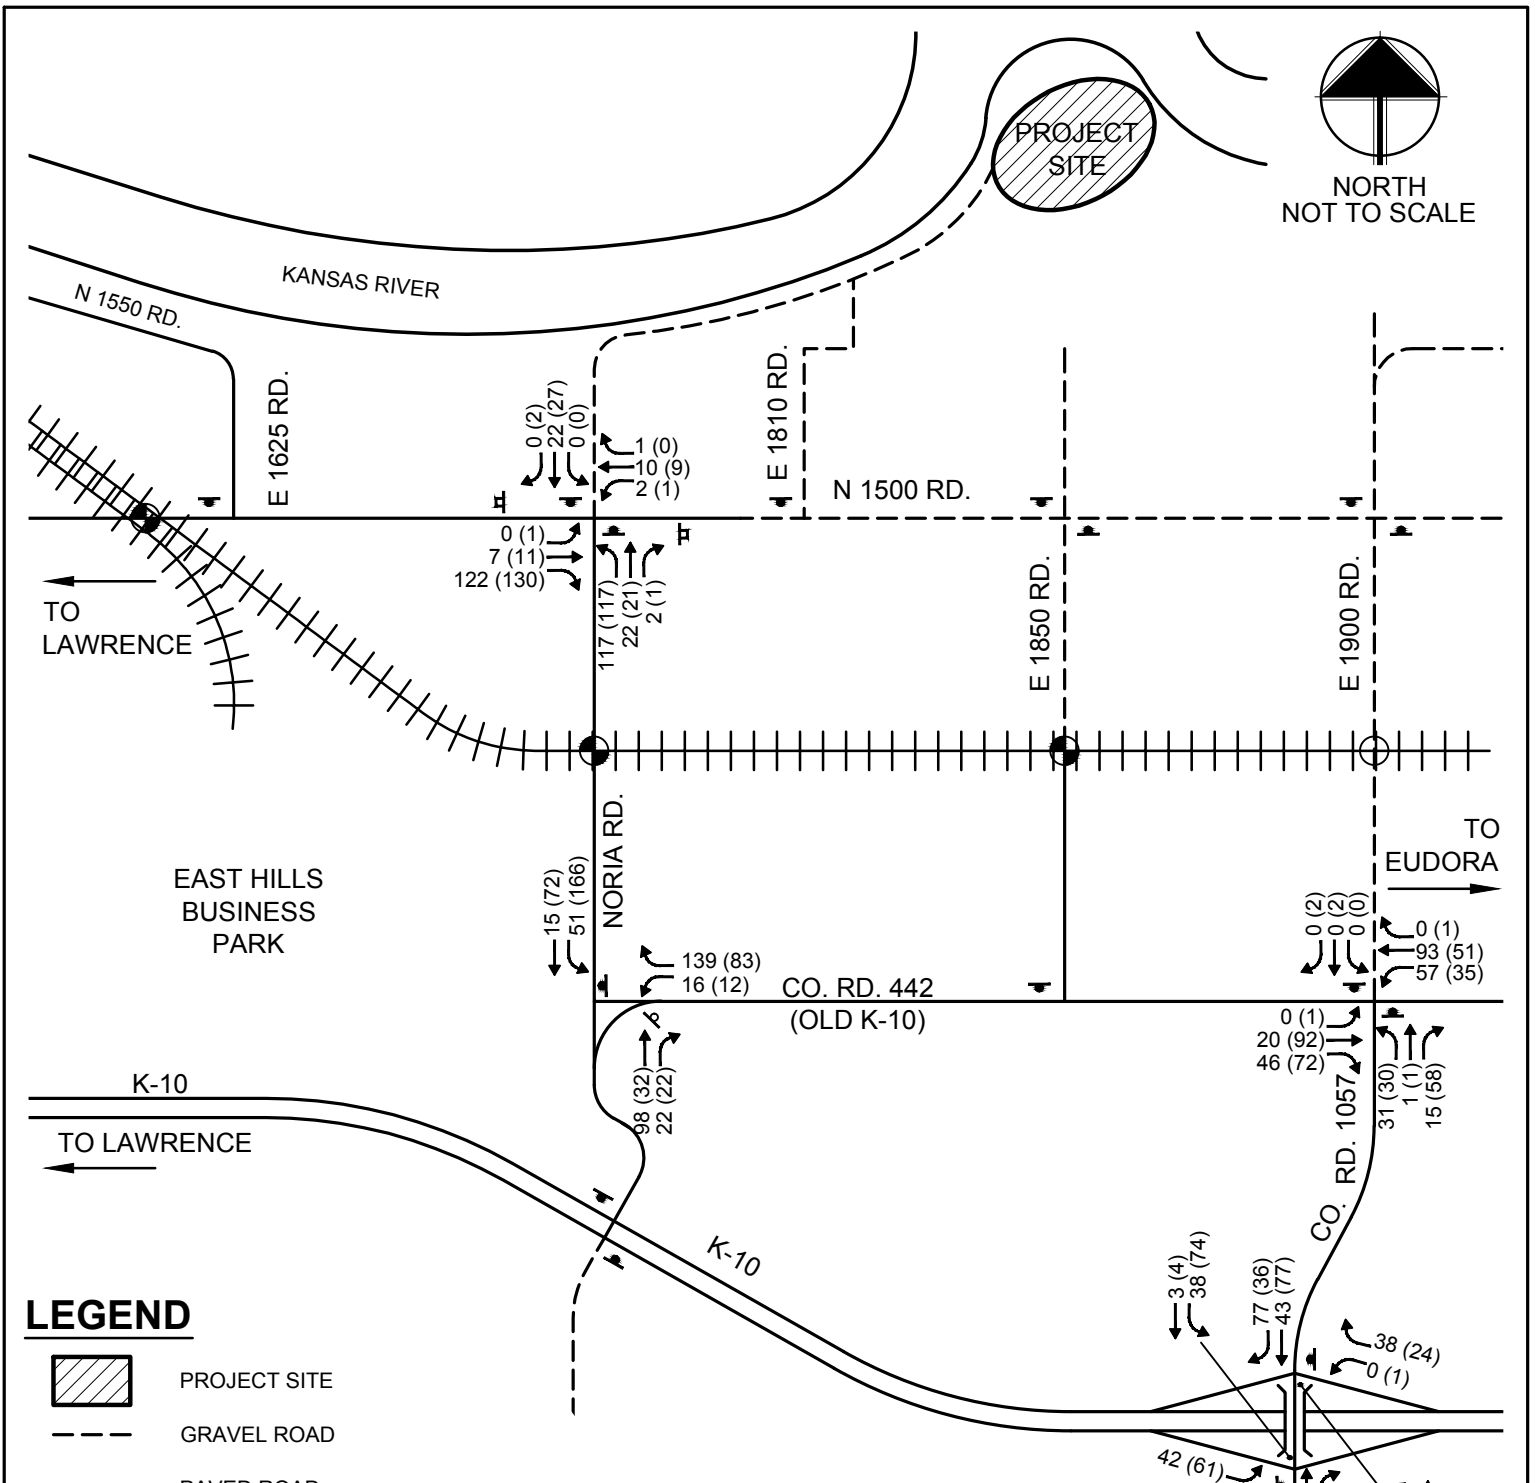 PROJECT
SITE
NORTH
NOT TO SCALE
KANSAS RIVER
N 1550 RD.
E 1625 RD.
0 (2)
22 (27)
0 (0)
1 (0)
10 (9)
2 (1)
E 1810 RD.
N 1500 RD.
0 (1)
7 (11)
122 (130)
117 (117)
22 (21)
2 (1)
E 1850 RD.
E 1900 RD.
TO
LAWRENCE
NORIA RD.
TO
EUDORA
EAST HILLS
BUSINESS
PARK
15 (72)
51 (166)
139 (83)
16 (12)
CO. RD. 442
(OLD K-10)
0 (2)
0 (2)
0 (0)
0 (1)
93 (51)
57 (35)
0 (1)
20 (92)
46 (72)
31 (30)
1 (1)
15 (58)
98 (32)
22 (22)
K-10
TO LAWRENCE
CO. RD. 1057
K-10
3 (4)
38 (74)
77 (36)
43 (77)
38 (24)
0 (1)
42 (61)
LEGEND
PROJECT SITE
GRAVEL ROAD